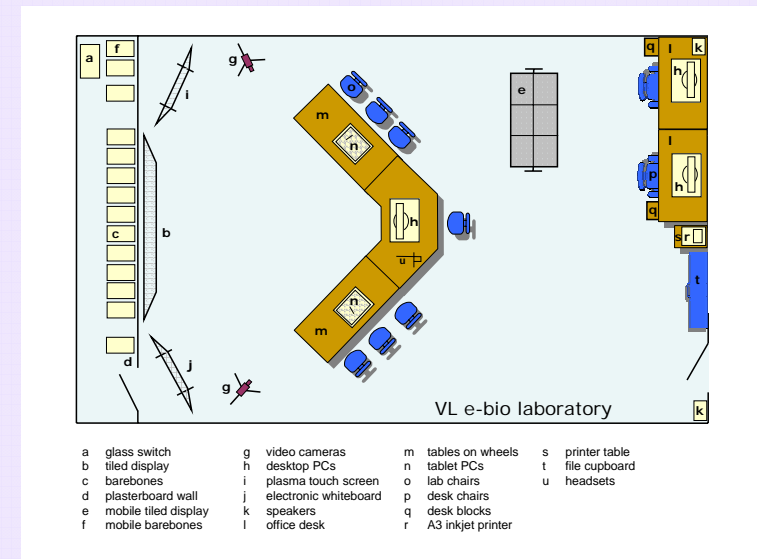 a
f
q
l
k
g
h
i
e
o
m
n
l
p
h
q
c
b
h
s r
u
t
n
m
d
j
g
k
VL e-bio laboratory
a glass switch
b tiled display
c barebones
d plasterboard wall
e mobile tiled display
f mobile barebones
g video cameras
h desktop PCs
i plasma touch screen
j electronic whiteboard
k speakers
l office desk
m tables on wheels
n tablet PCs
o lab chairs
p desk chairs
q desk blocks
r A3 inkjet printer
s printer table
t file cupboard
u headsets